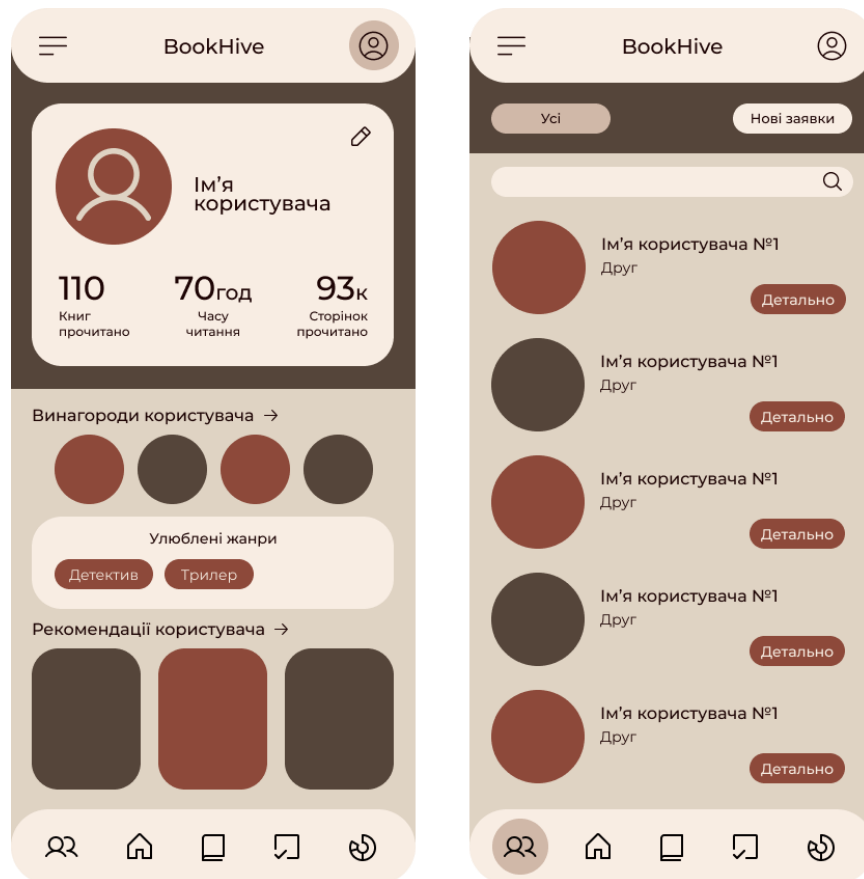 BookHive
Ім’я
користувача
110
70год
93к
Книг
прочитано
Часу
читання
Сторінок
прочитано
Винагороди користувача →
Улюблені жанри
Детектив
Трилер
Рекомендації користувача →
BookHive
Усі
Нові заявки
Ім’я користувача №1
Друг
Детально
Ім’я користувача №1
Друг
Детально
Ім’я користувача №1
Друг
Детально
Ім’я користувача №1
Друг
Детально
Ім’я користувача №1
Друг
Детально